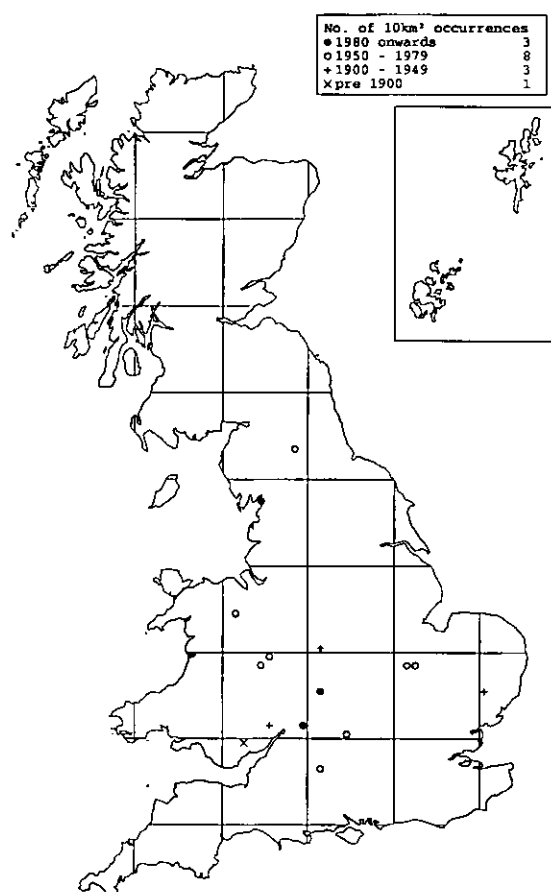 No. of 10km² occurrences
● 1980 onwards 3
○ 1950 - 1979 8
+ 1900 - 1949 3
× pre 1900 1